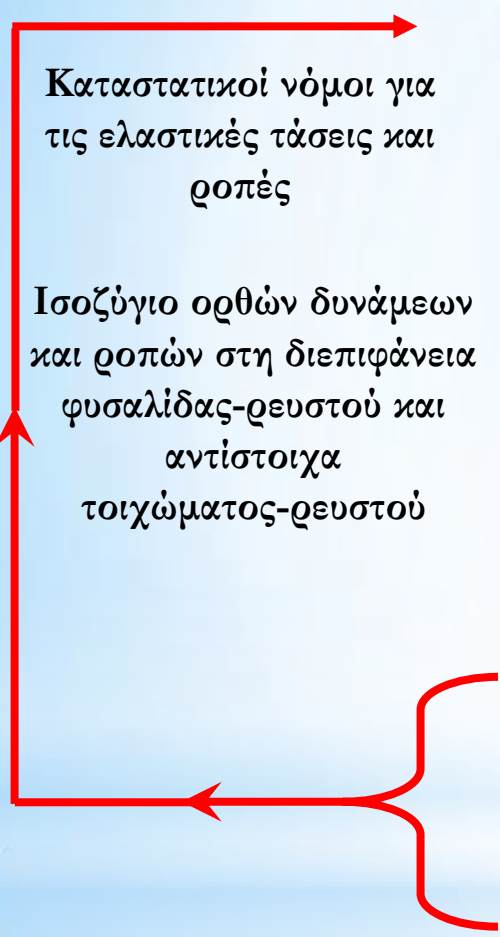 Καταστατικοί νόμοι για
τις ελαστικές τάσεις και
ροπές
Ισοζύγιο ορθών δυνάμεων
και ροπών στη διεπιφάνεια
φυσαλίδας-ρευστού και
αντίστοιχα
τοιχώματος-ρευστού